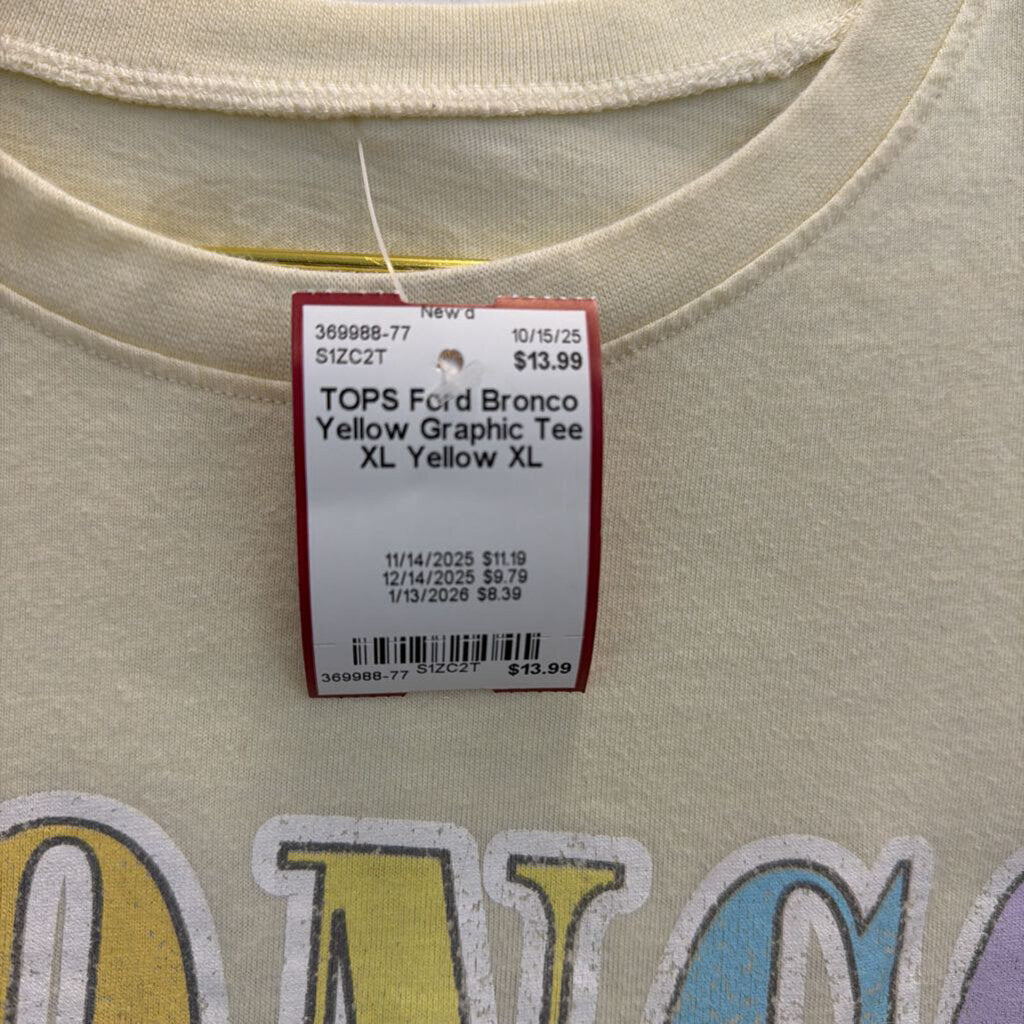 New a
369988-77 10/15/25
S1ZC2T $13.99
TOPS Ford Bronco
Yellow Graphic Tee
XL Yellow XL
11/14/2025 $11.19
12/14/2025 $9.79
1/13/2026 $8.39
369988-77 S1ZC2T $13.99
ONCO